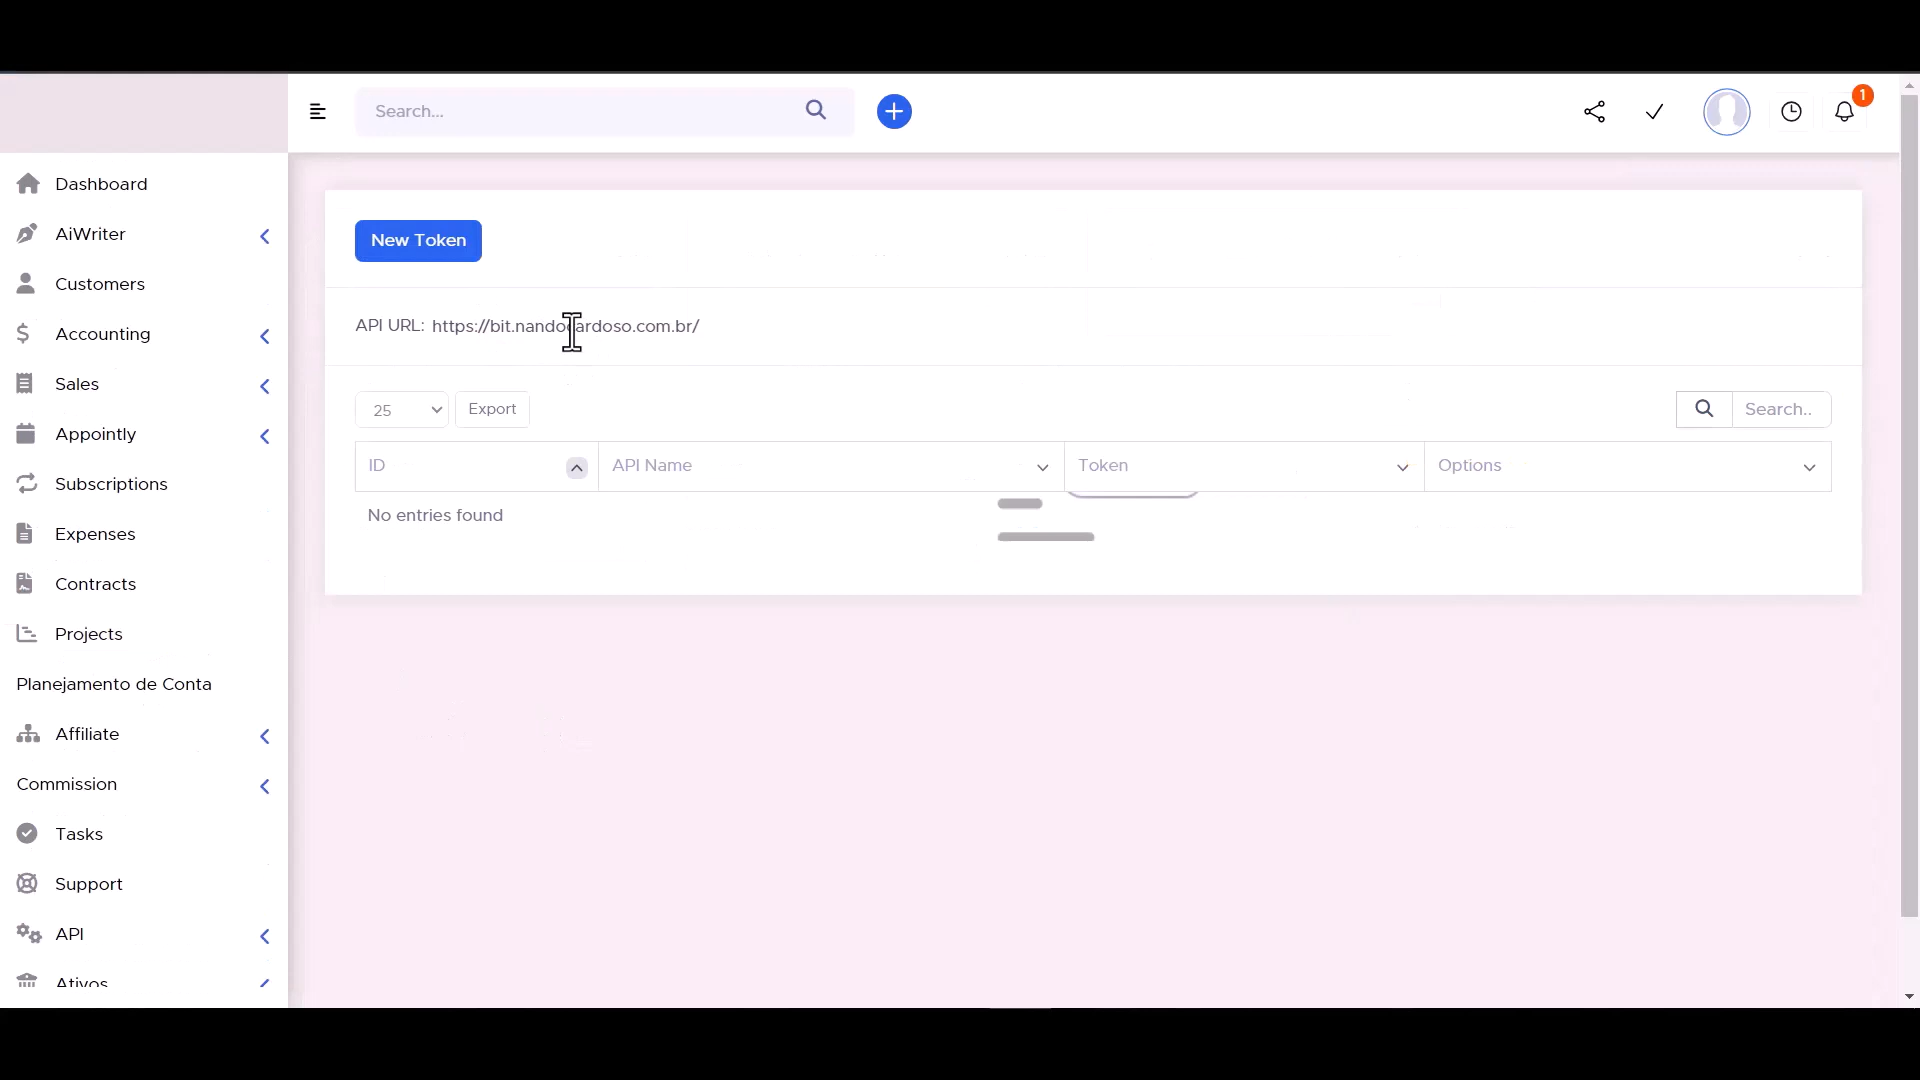 Search...
1
Dashboard
AiWriter
Customers
Accounting
Sales
Appointly
Subscriptions
Expenses
Contracts
Projects
Planejamento de Conta
Affiliate
Commission
Tasks
Support
API
Ativos
New Token
API URL: https://bit.nandocardoso.com.br/
25 Export Search..
ID API Name Token Options
No entries found